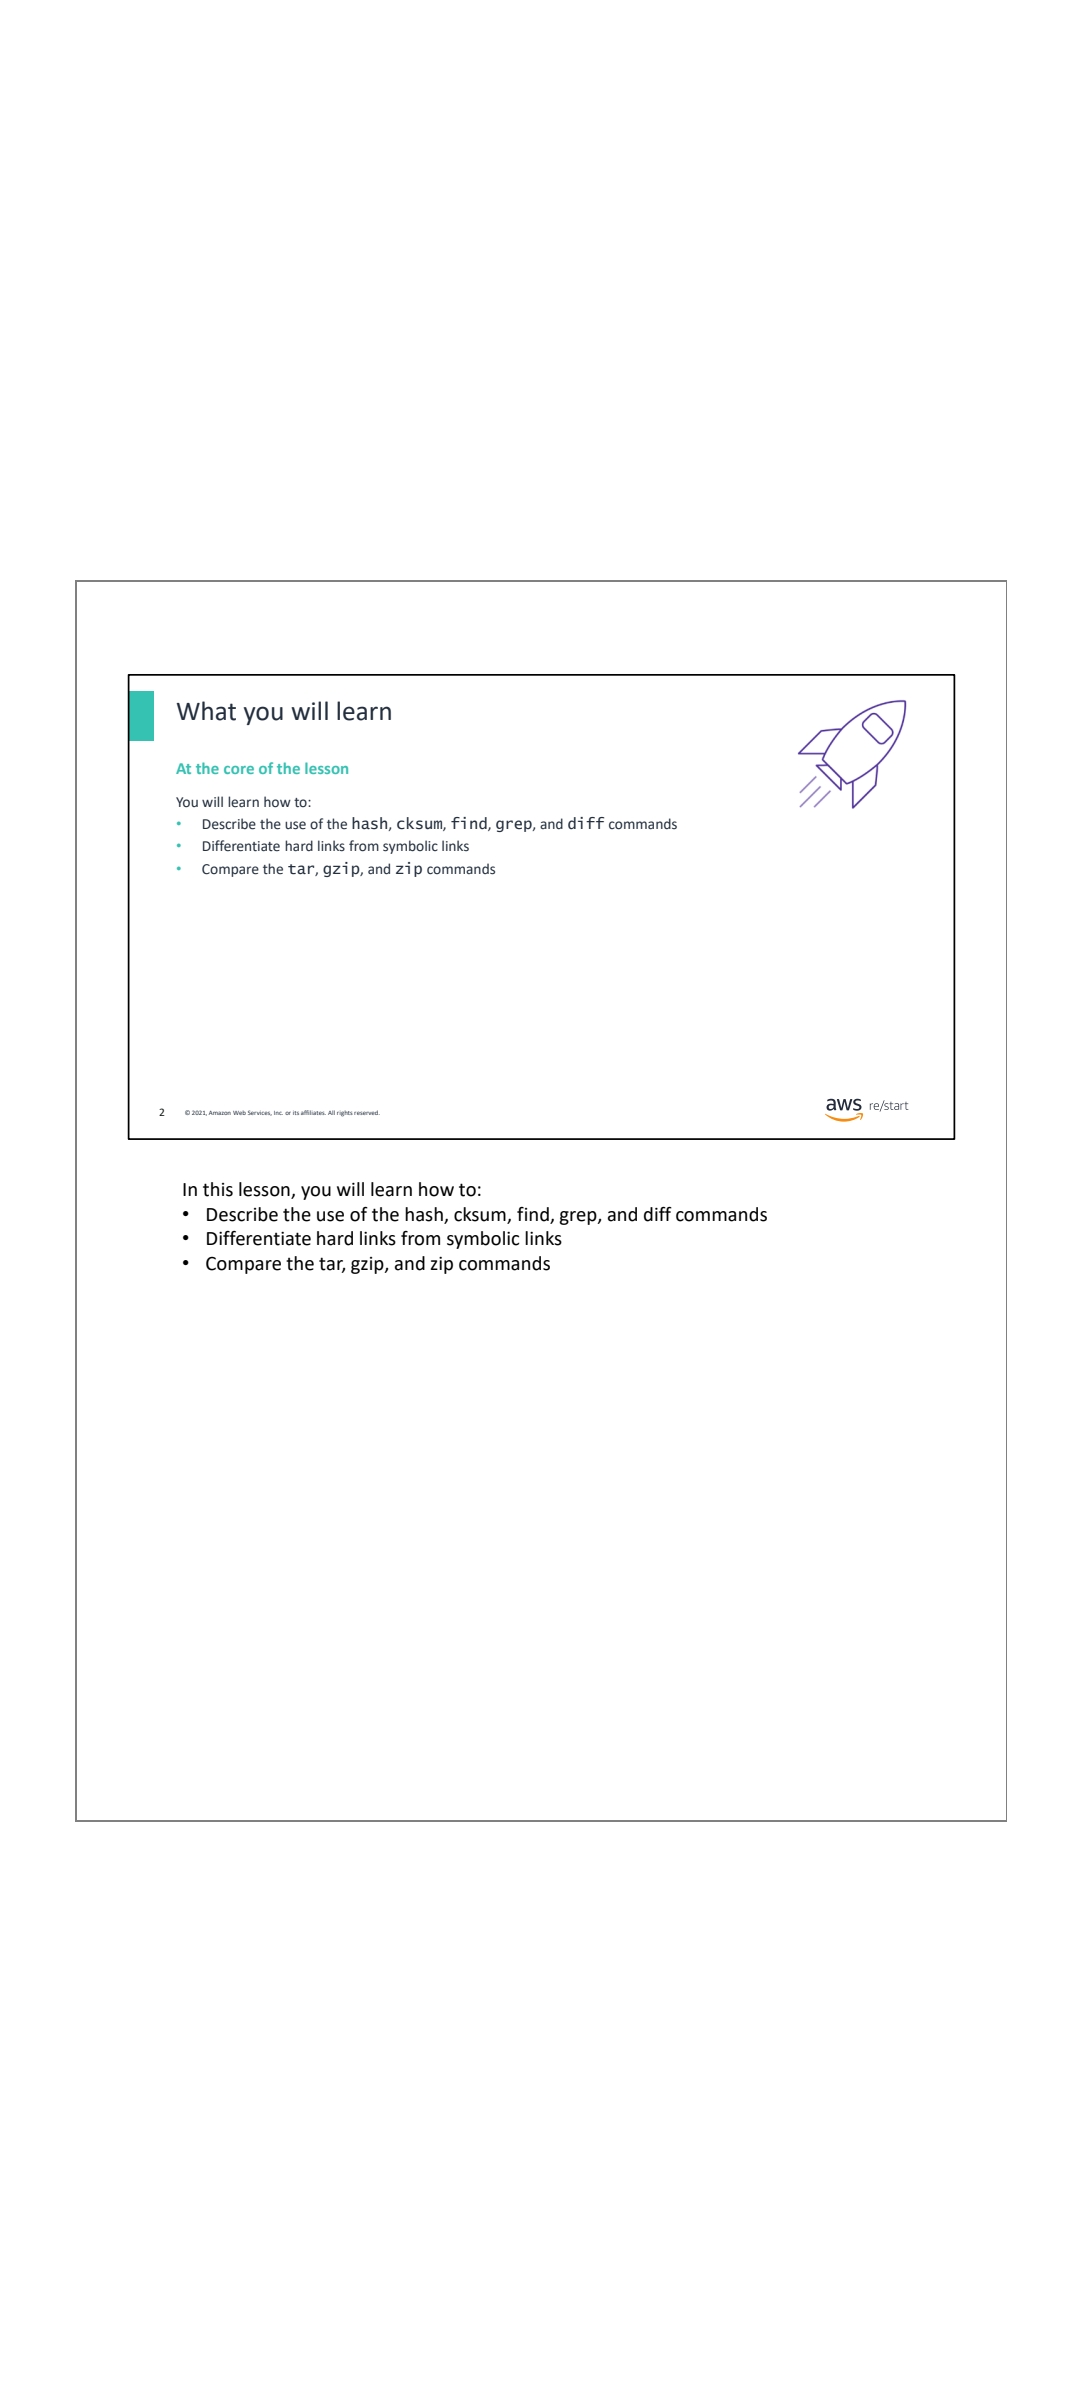 What you will learn
At the core of the lesson
You will learn how to:
• Describe the use of the hash, cksum, find, grep, and diff commands
• Differentiate hard links from symbolic links
• Compare the tar, gzip, and zip commands
2 © 2021, Amazon Web Services, Inc. or its affiliates. All rights reserved.
aws re/start
In this lesson, you will learn how to:
• Describe the use of the hash, cksum, find, grep, and diff commands
• Differentiate hard links from symbolic links
• Compare the tar, gzip, and zip commands